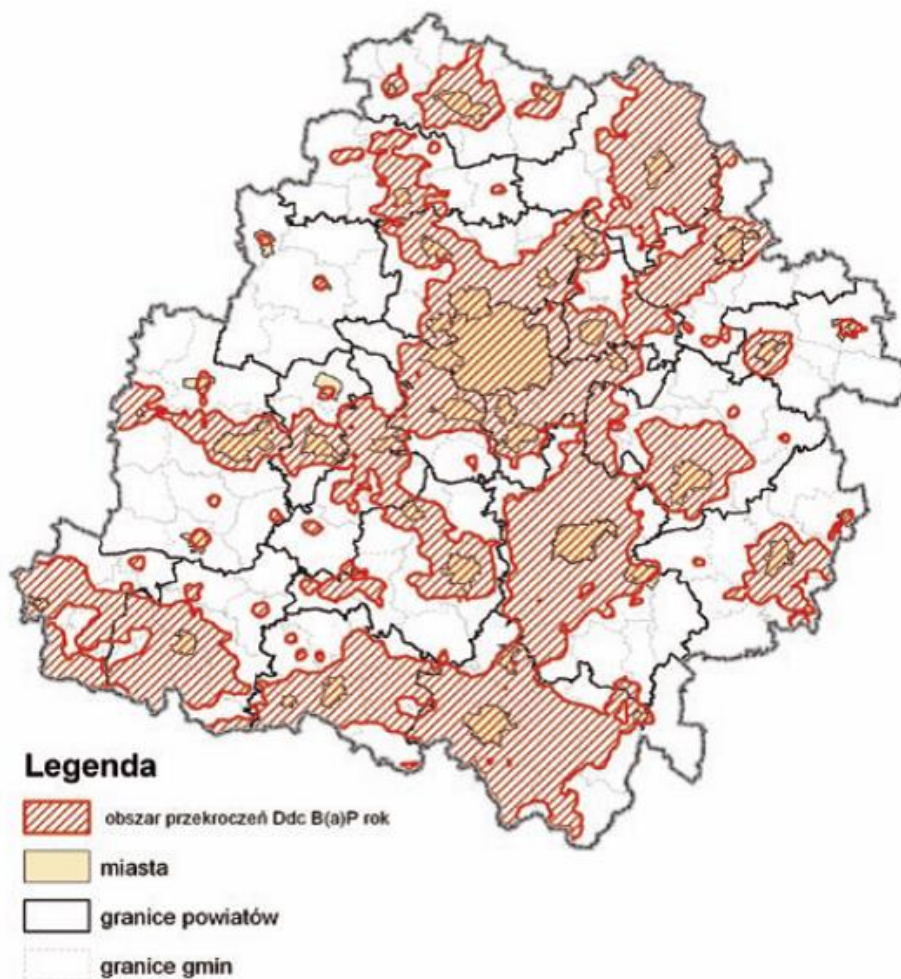 Legenda
obszar przekroczeń Ddc B(a)P rok
miasta
granice powiatów
granice gmin